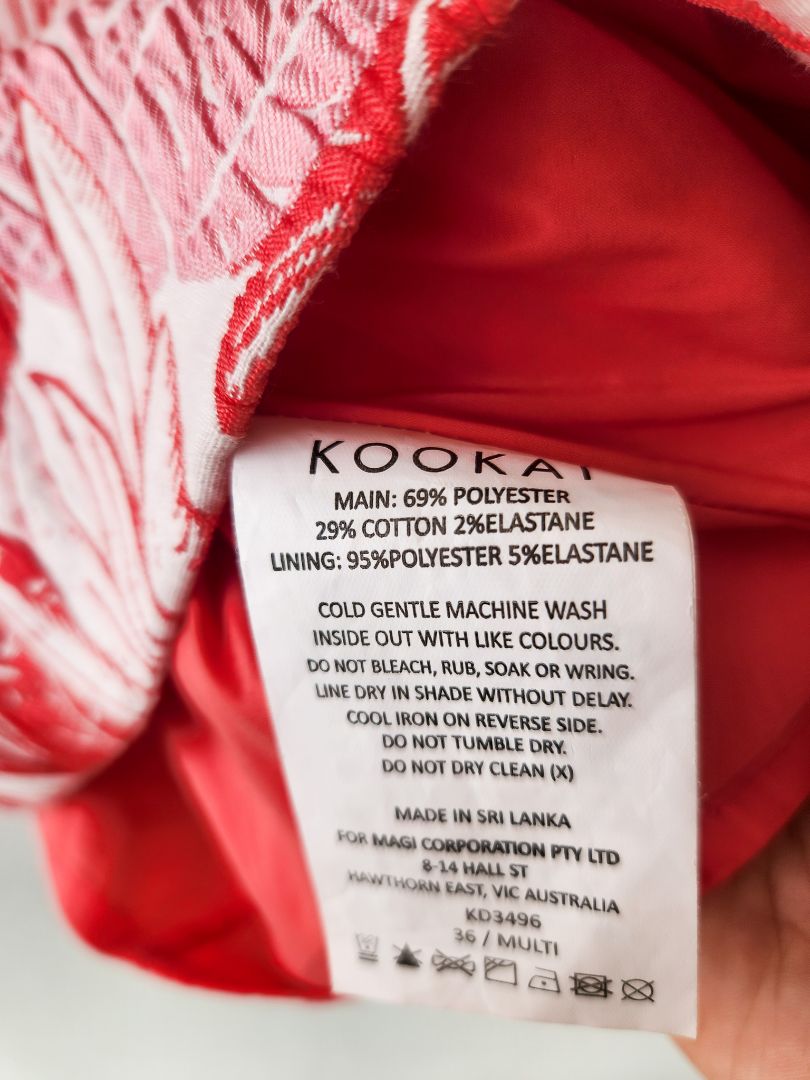 KOOKAI
MAIN: 69% POLYESTER
29% COTTON 2%ELASTANE
LINING: 95%POLYESTER 5%ELASTANE
COLD GENTLE MACHINE WASH
INSIDE OUT WITH LIKE COLOURS.
DO NOT BLEACH, RUB, SOAK OR WRING.
LINE DRY IN SHADE WITHOUT DELAY.
COOL IRON ON REVERSE SIDE.
DO NOT TUMBLE DRY.
DO NOT DRY CLEAN (X)
MADE IN SRI LANKA
FOR MAGI CORPORATION PTY LTD
8-14 HALL ST
HAWTHORN EAST, VIC AUSTRALIA
KD3496
36 / MULTI